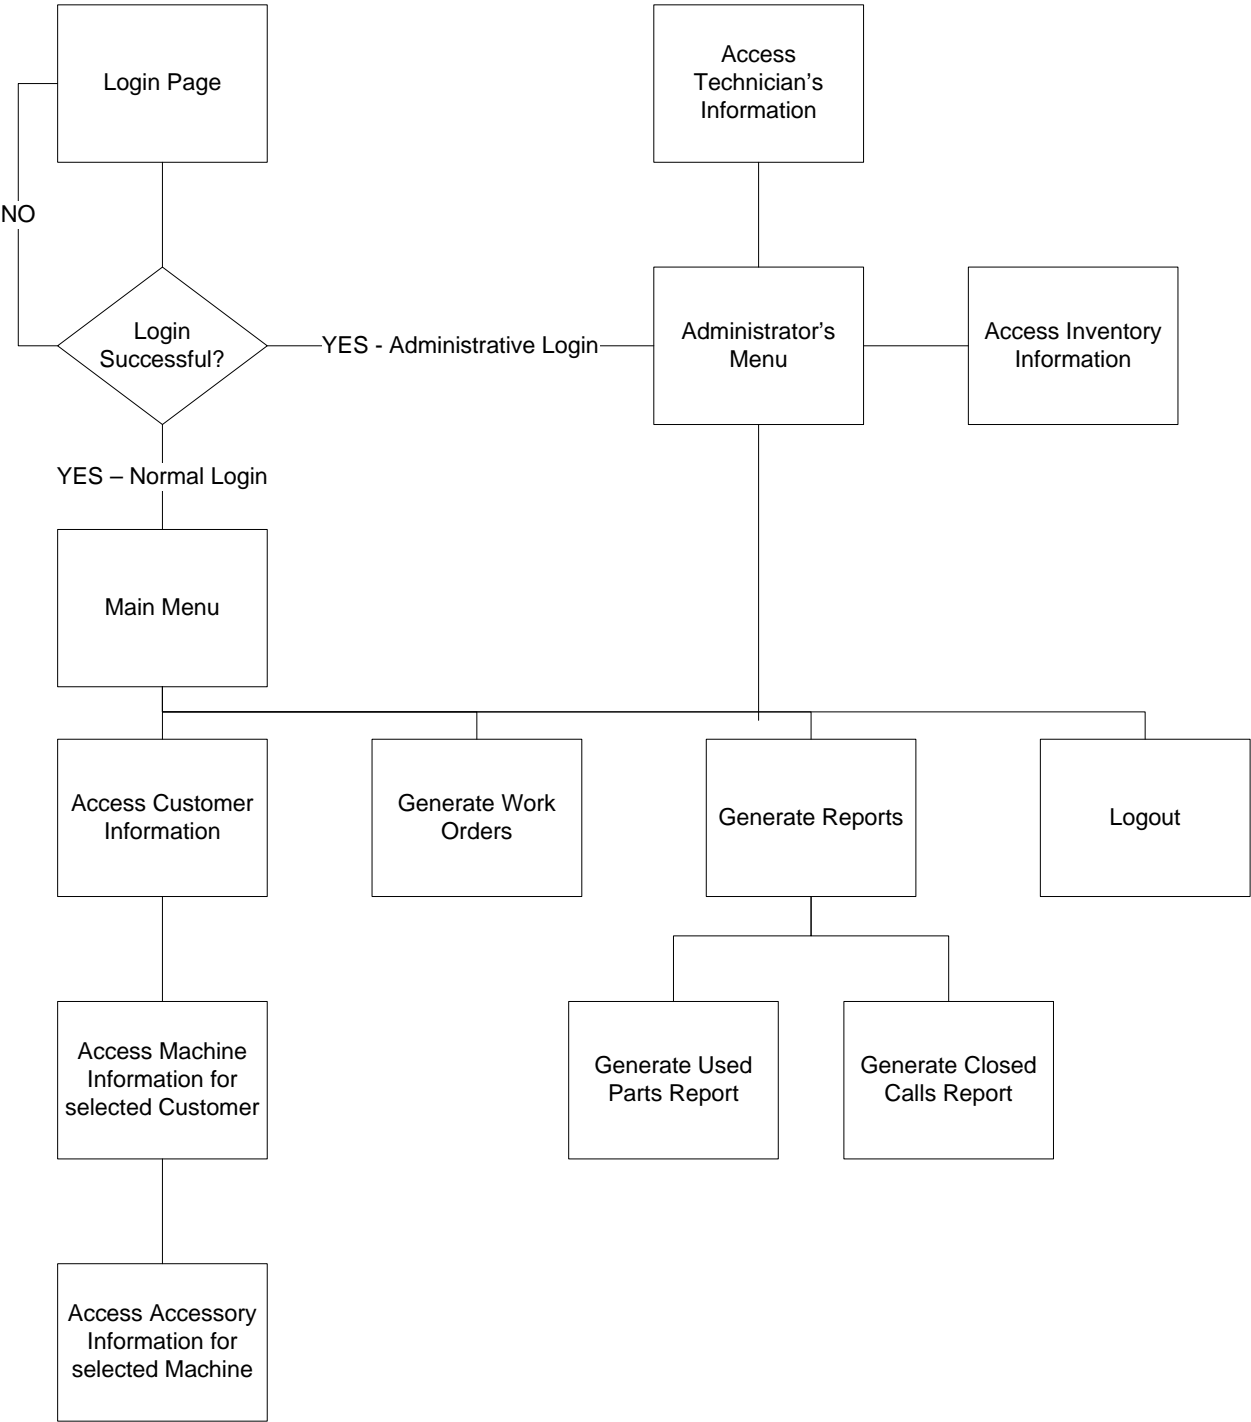 Login Page
Access
Technician's
Information
NO
Login
Successful?
YES - Administrative Login
Administrator's
Menu
Access Inventory
Information
YES – Normal Login
Main Menu
Access Customer
Information
Generate Work
Orders
Generate Reports
Logout
Access Machine
Information for
selected Customer
Generate Used
Parts Report
Generate Closed
Calls Report
Access Accessory
Information for
selected Machine